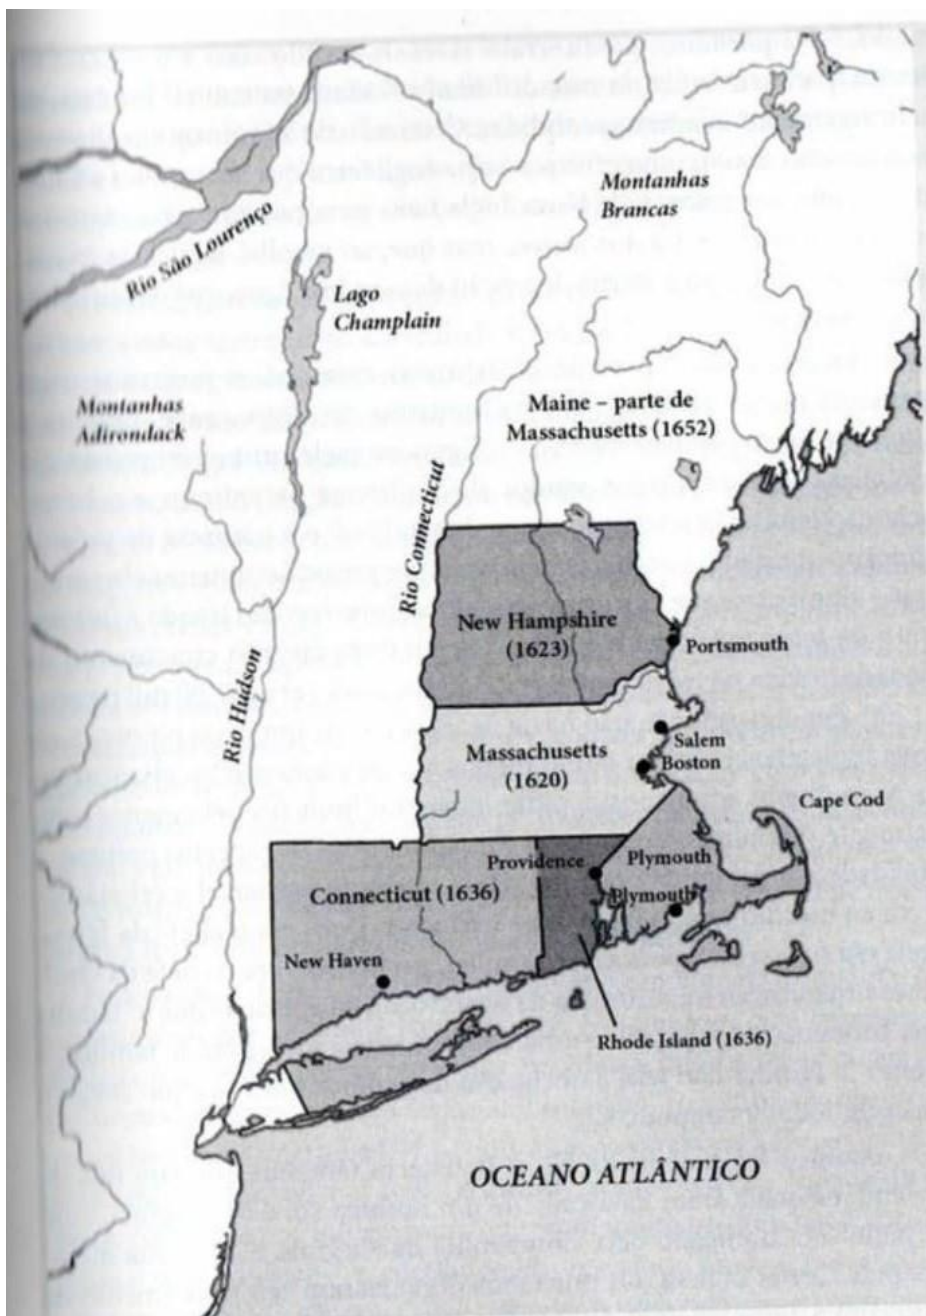 Montanhas
Brancas
Rio São Lourenço
Lago
Champlain
Montanhas
Adirondack
Maine – parte de
Massachusetts (1652)
Rio Connecticut
New Hampshire
(1623)
Portsmouth
Rio Hudson
Salem
Massachusetts
(1620)
Boston
Cape Cod
Providence
Plymouth
Connecticut (1636)
Plymouth
New Haven
Rhode Island (1636)
OCEANO ATLÂNTICO